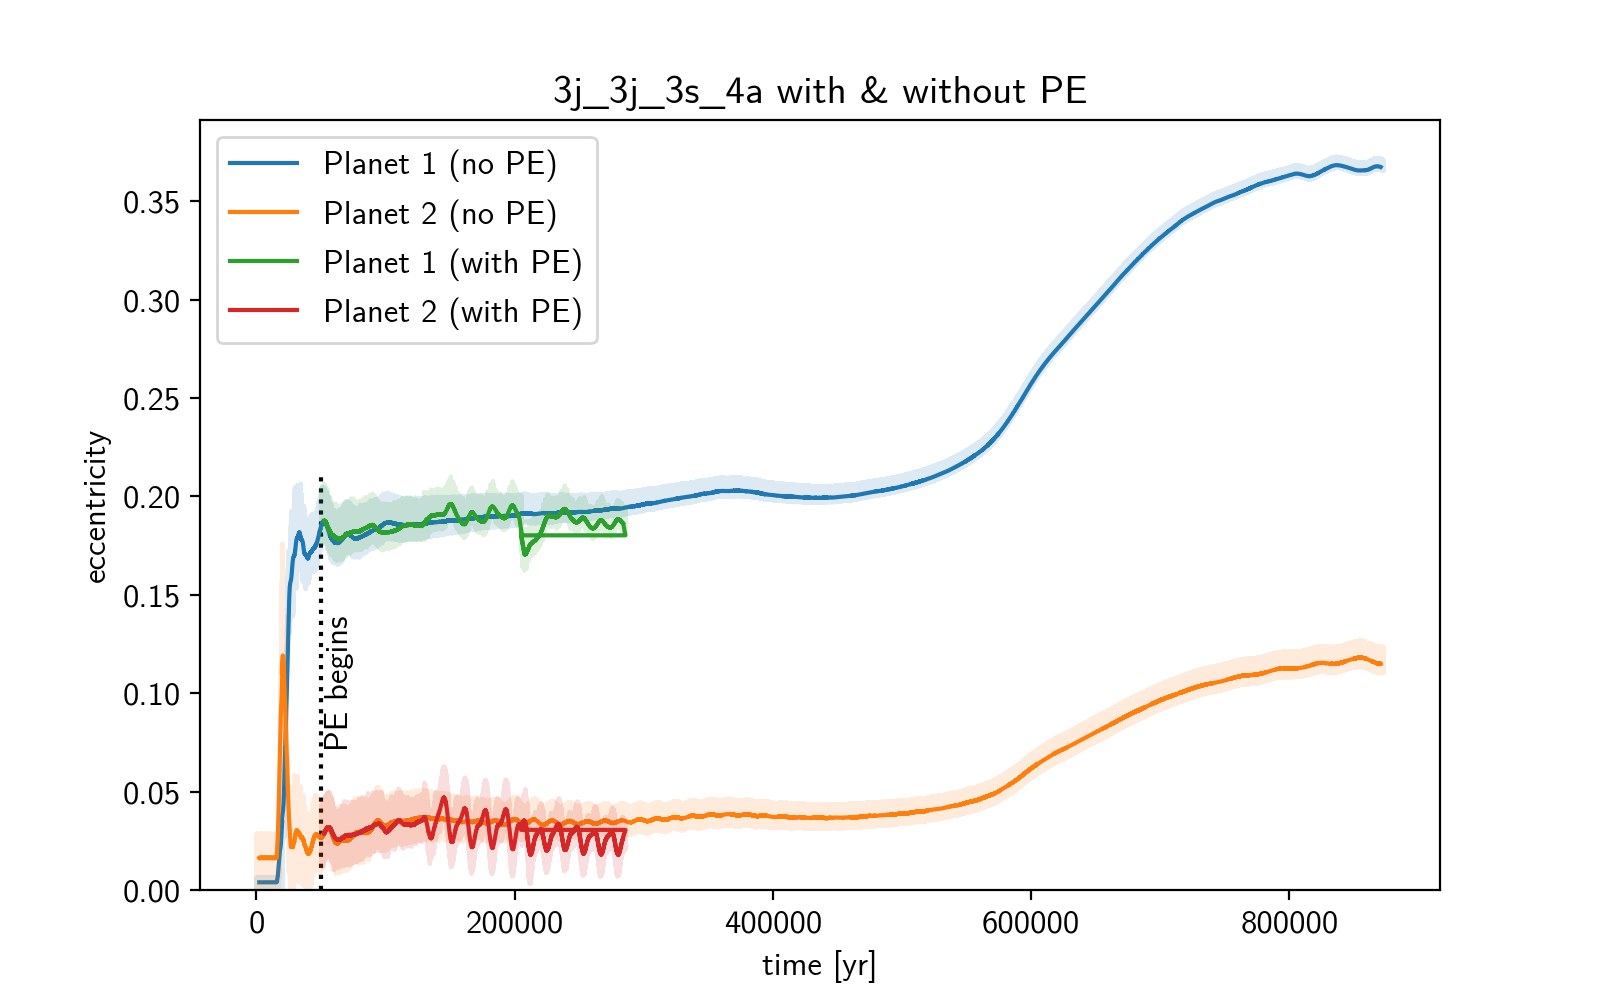 3j_3j_3s_4a with & without PE
Planet 1 (no PE)
Planet 2 (no PE)
Planet 1 (with PE)
Planet 2 (with PE)
eccentricity
0.35
0.30
0.25
0.20
0.15
0.10
0.05
0.00
PE begins
0
200000
400000
600000
800000
time [yr]